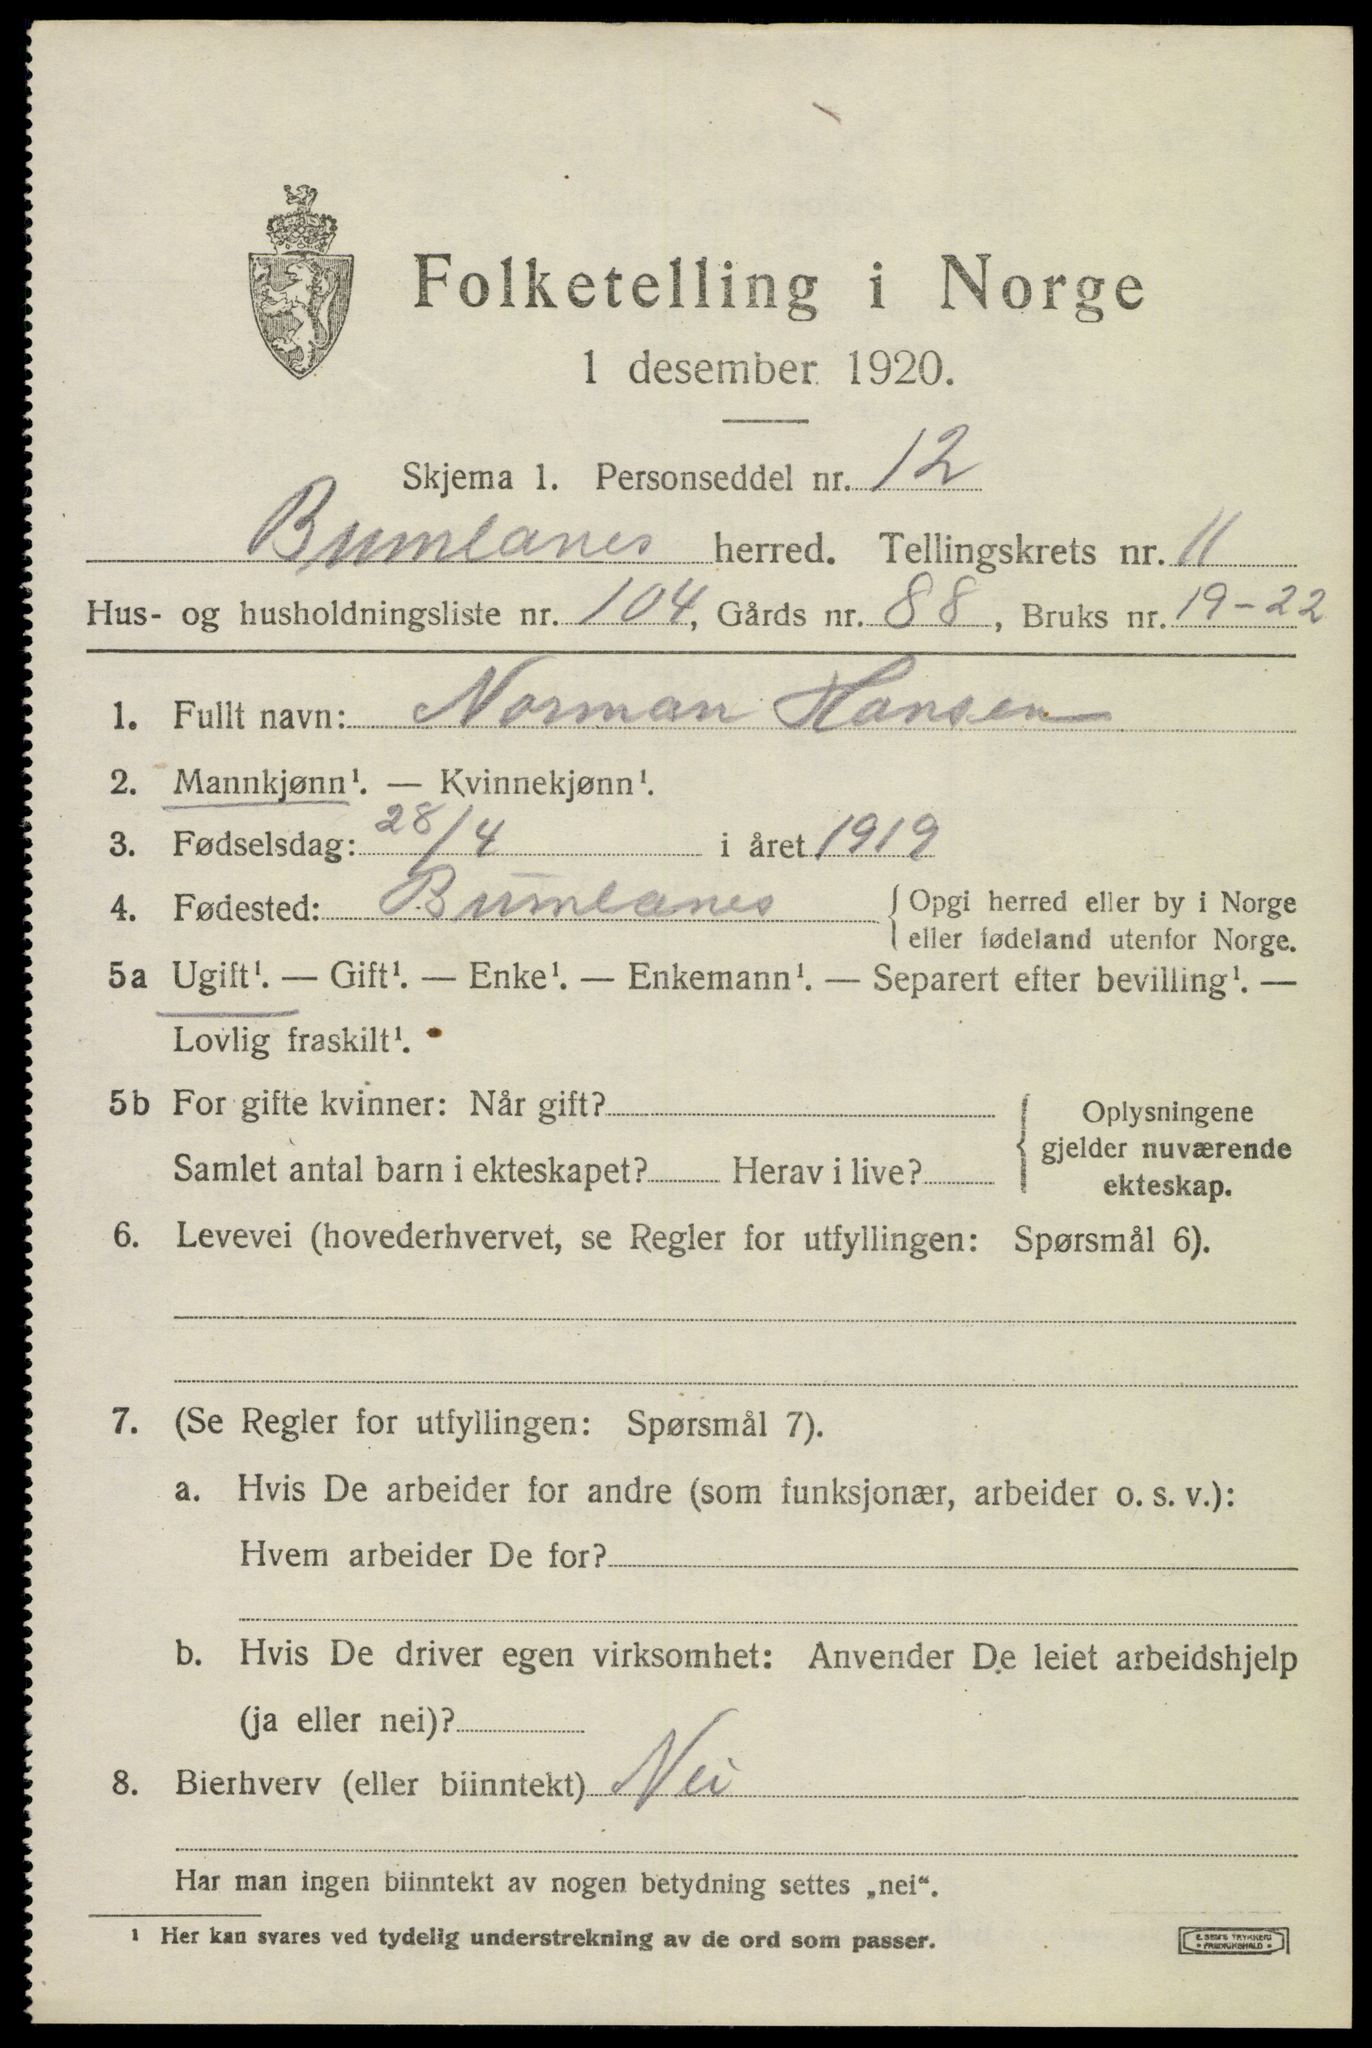 Folketelling i Norge
1 desember 1920.
Skjema 1. Personseddel nr. 12
Bumlanes herred. Tellingskrets nr. 11
Hus- og husholdningsliste nr. 104, Gårds nr. 88, Bruks nr. 19-22
1. Fullt navn: Norman Hansen
2. Mannkjønn¹. — Kvinnekjønn¹.
3. Fødselsdag: 28/4 i året 1919
4. Fødested: Bumlanes { Opgi herred eller by i Norge
eller fødeland utenfor Norge.
5a Ugift¹. — Gift¹. — Enke¹. — Enkemann¹. — Separert efter bevilling¹. —
Lovlig fraskilt¹.
5b For gifte kvinner: Når gift?
Samlet antal barn i ekteskapet? Herav i live?
{ Oplysningene
gjelder nuværende
ekteskap.
6. Levevei (hovederhvervet, se Regler for utfyllingen: Spørsmål 6).
7. (Se Regler for utfyllingen: Spørsmål 7).
a. Hvis De arbeider for andre (som funksjonær, arbeider o. s. v.):
Hvem arbeider De for?
b. Hvis De driver egen virksomhet: Anvender De leiet arbeidshjelp
(ja eller nei)?
8. Bierhverv (eller biinntekt) Nei
Har man ingen biinntekt av nogen betydning settes „nei“.
¹ Her kan svares ved tydelig understrekning av de ord som passer.
E. SEM'S TRYKKERI
• FREDRIKSHALD •